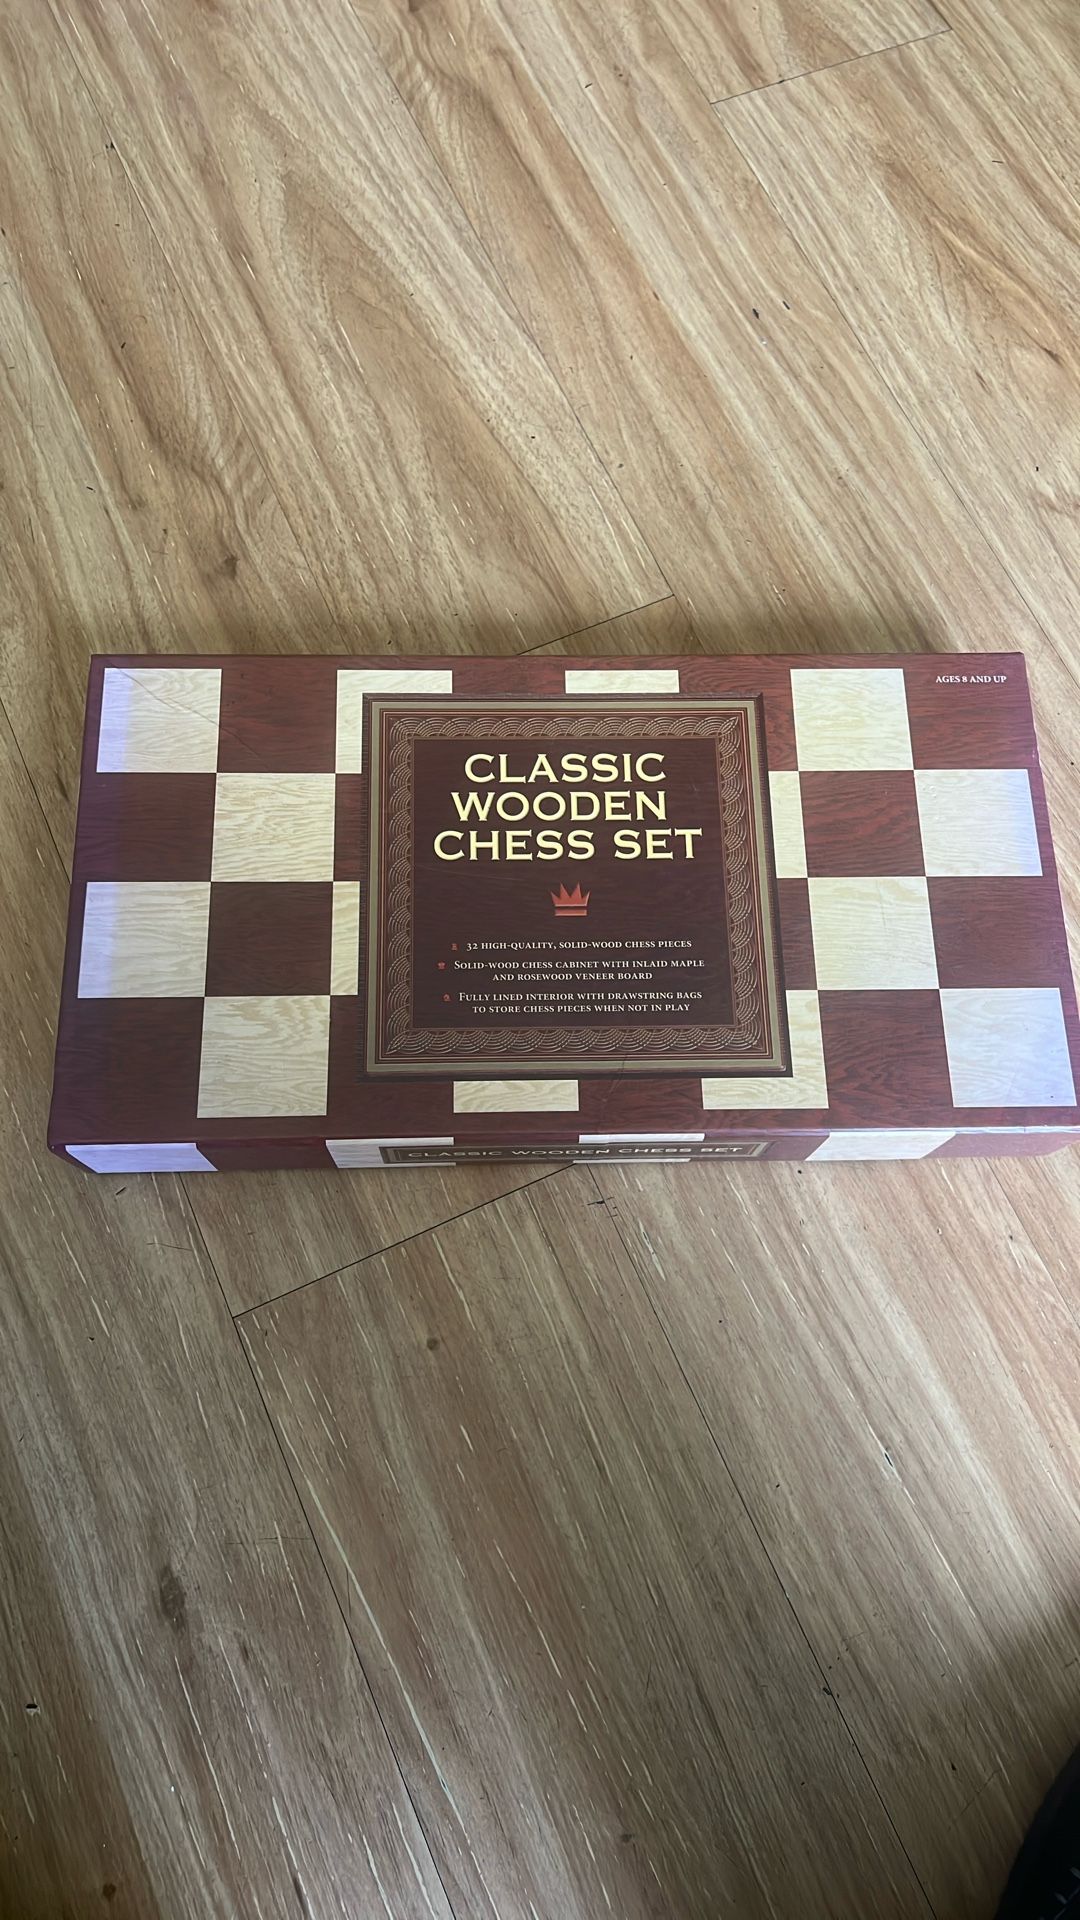 AGES 8 AND UP
CLASSIC
WOODEN
CHESS SET
32 HIGH-QUALITY, SOLID-WOOD CHESS PIECES
SOLID-WOOD CHESS CABINET WITH INLAID MAPLE
AND ROSEWOOD VENEER BOARD
FULLY LINED INTERIOR WITH DRAWSTRING BAGS
TO STORE CHESS PIECES WHEN NOT IN PLAY
CLASSIC WOODEN CHESS SET